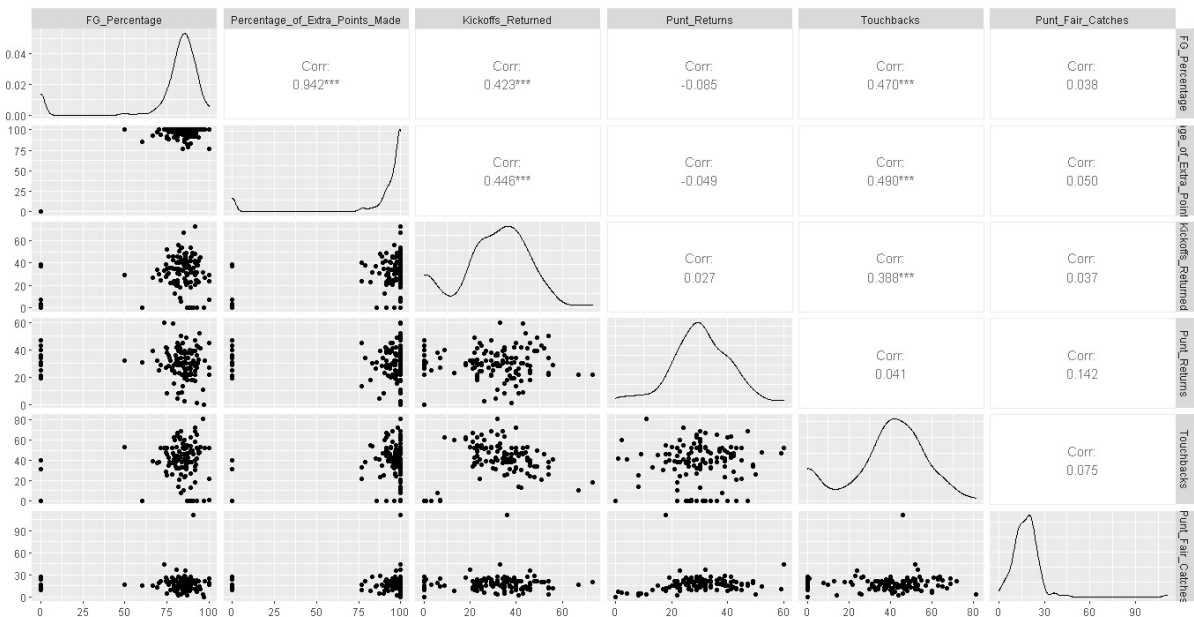 FG_Percentage
Percentage_of_Extra_Points_Made
Kickoffs_Returned
Punt_Returns
Touchbacks
Punt_Fair_Catches
0.04
0.02
0.00
Corr:
0.942***
Corr:
0.423***
Corr:
-0.085
Corr:
0.470***
Corr:
0.038
FG_Percentage
100
75
50
25
0
Corr:
0.446***
Corr:
-0.049
Corr:
0.490***
Corr:
0.050
ge_of_Extra_Point
60
40
20
0
Corr:
0.027
Corr:
0.388***
Corr:
0.037
Kickoffs_Returned
60
40
20
0
Corr:
0.041
Corr:
0.142
Punt_Returns
80
60
40
20
0
Corr:
0.075
Touchbacks
90
60
30
0
Punt_Fair_Catches
0 25 50 75 100
0 25 50 75 100
0 20 40 60
0 20 40 60
0 20 40 60 80
0 30 60 90